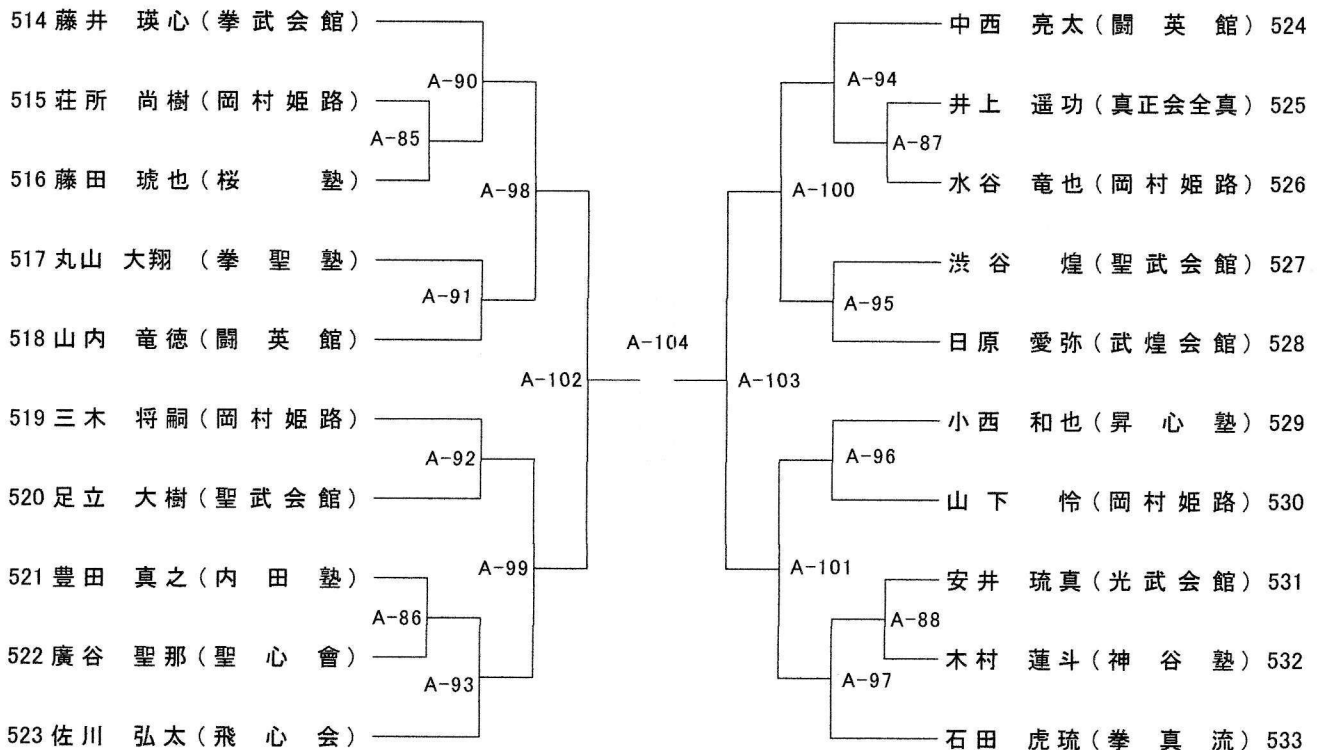 514 藤井 瑛心(拳武会館)
515 荘所 尚樹(岡村姫路)
516 藤田 琥也(桜 塾)
517 丸山 大翔 (拳 聖 塾)
518 山内 竜徳(闘 英 館)
519 三木 将嗣(岡村姫路)
520 足立 大樹(聖武会館)
521 豊田 真之(内 田 塾)
522 廣谷 聖那(聖 心 會)
523 佐川 弘太(飛 心 会)
A-90
A-85
A-98
A-91
A-102
A-92
A-99
A-86
A-93
A-104
A-94
A-87
A-100
A-95
A-103
A-96
A-101
A-88
A-97
中西 亮太(闘 英 館) 524
井上 遥功(真正会全真) 525
水谷 竜也(岡村姫路) 526
渋谷 煌(聖武会館) 527
日原 愛弥(武煌会館) 528
小西 和也(昇 心 塾) 529
山下 怜(岡村姫路) 530
安井 琉真(光武会館) 531
木村 蓮斗(神 谷 塾) 532
石田 虎琉(拳 真 流) 533